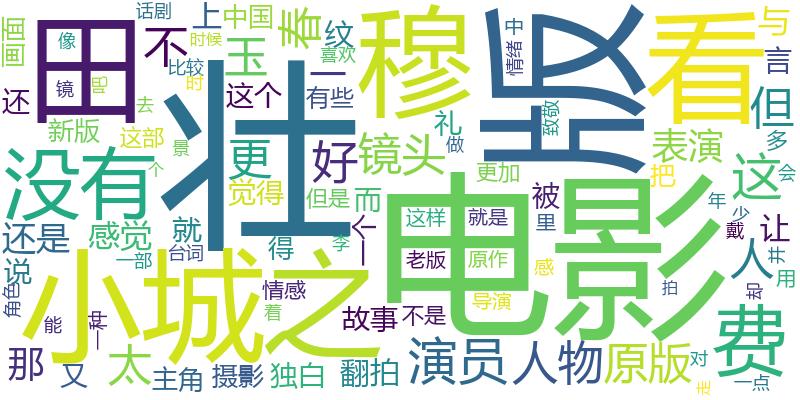 话剧
时候
上
中国
春
纹
喜欢
中
情绪
版
看
与
言
画面
像
田
镜
吧
不
比较
时
玉
一
穆
致敬
但
多
还
去
这个
有些
新版
这部
景
个
更
好
镜头
礼
做
表演
把
这
会
没有
壮
觉得
但是
而
更加
被
里
年
少
还是
感觉
就
台词
得
李
一个
这样
就是
电影
戴
让
说
一部
老版
原作
感
人
并
用
却
角色
小城之
情感
着
导演
拍
能
一种
故事
不是
费
那
又
太
主角
摄影
独白
翻拍
演员
人物
原版
对
走
一点